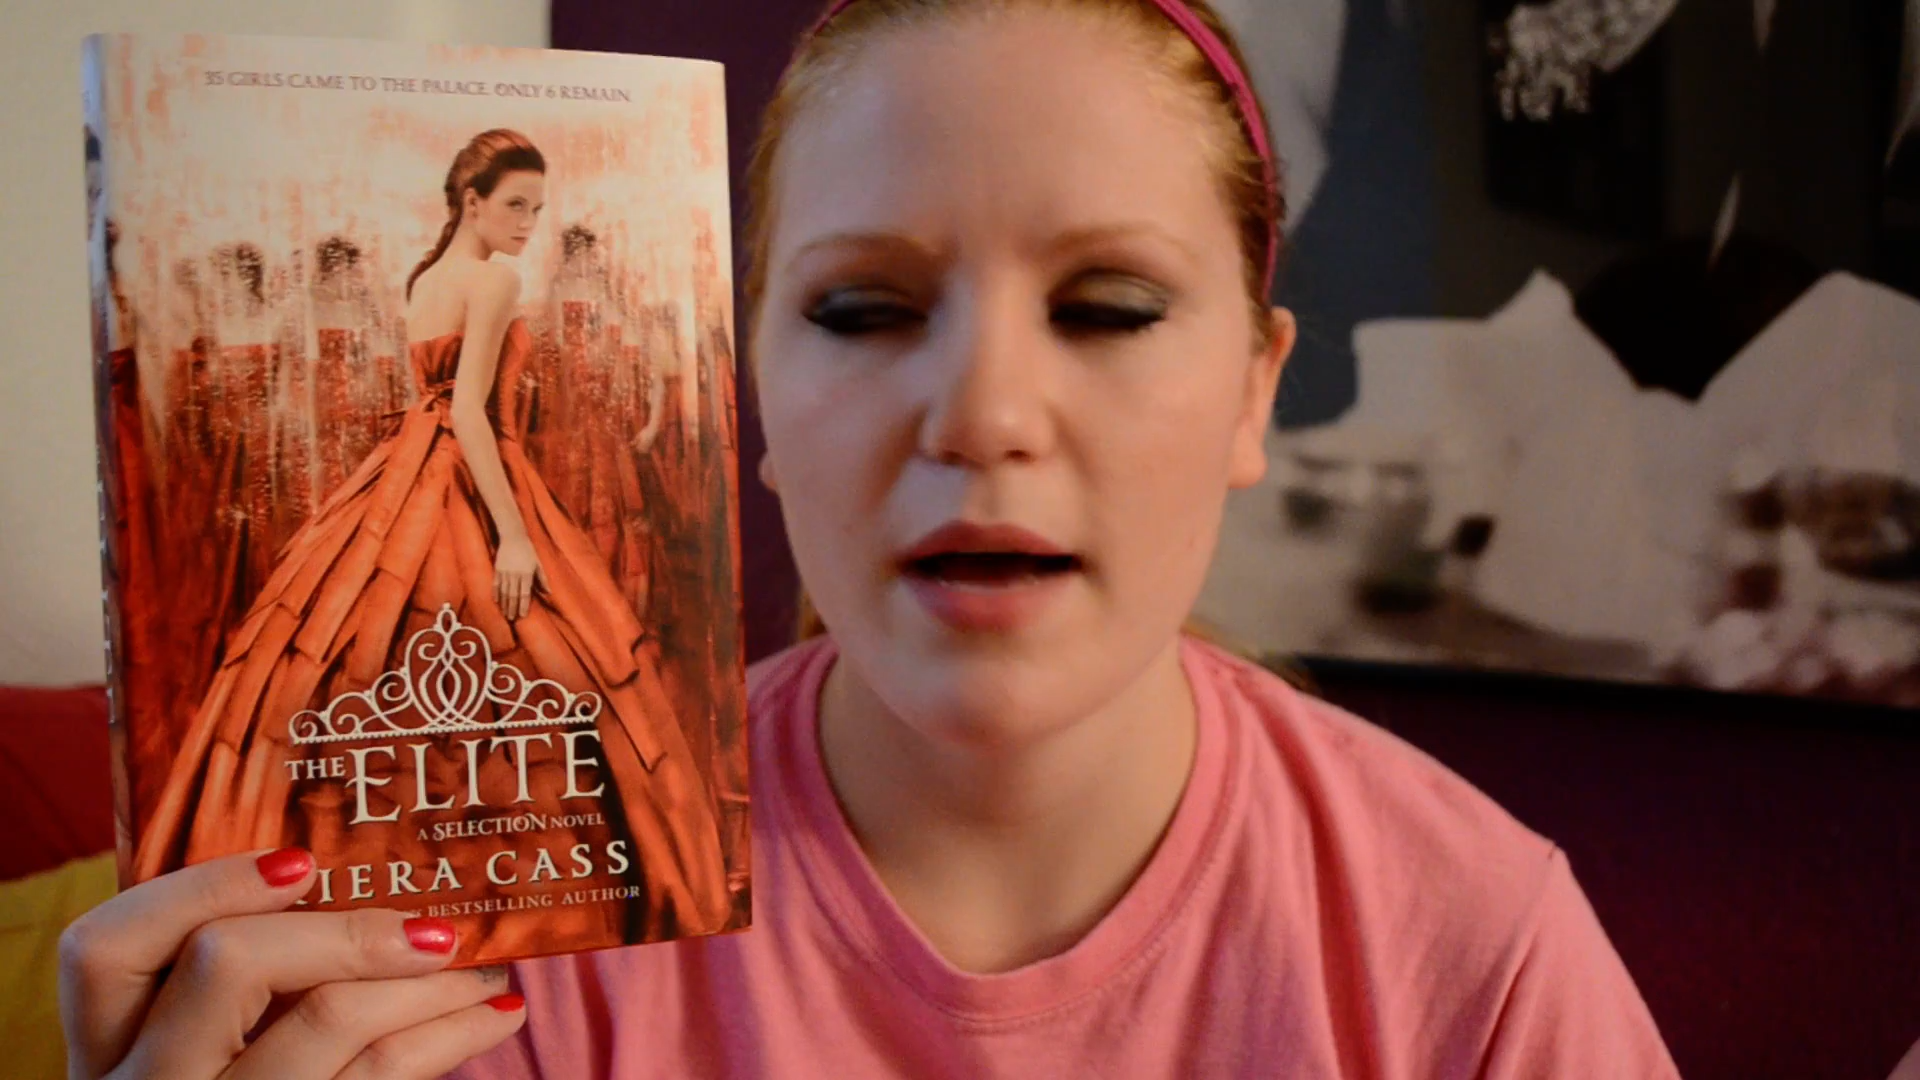 35 GIRLS CAME TO THE PALACE. ONLY 6 REMAIN.
THE ELITE
A SELECTION NOVEL
IERA CASS
BESTSELLING AUTHOR